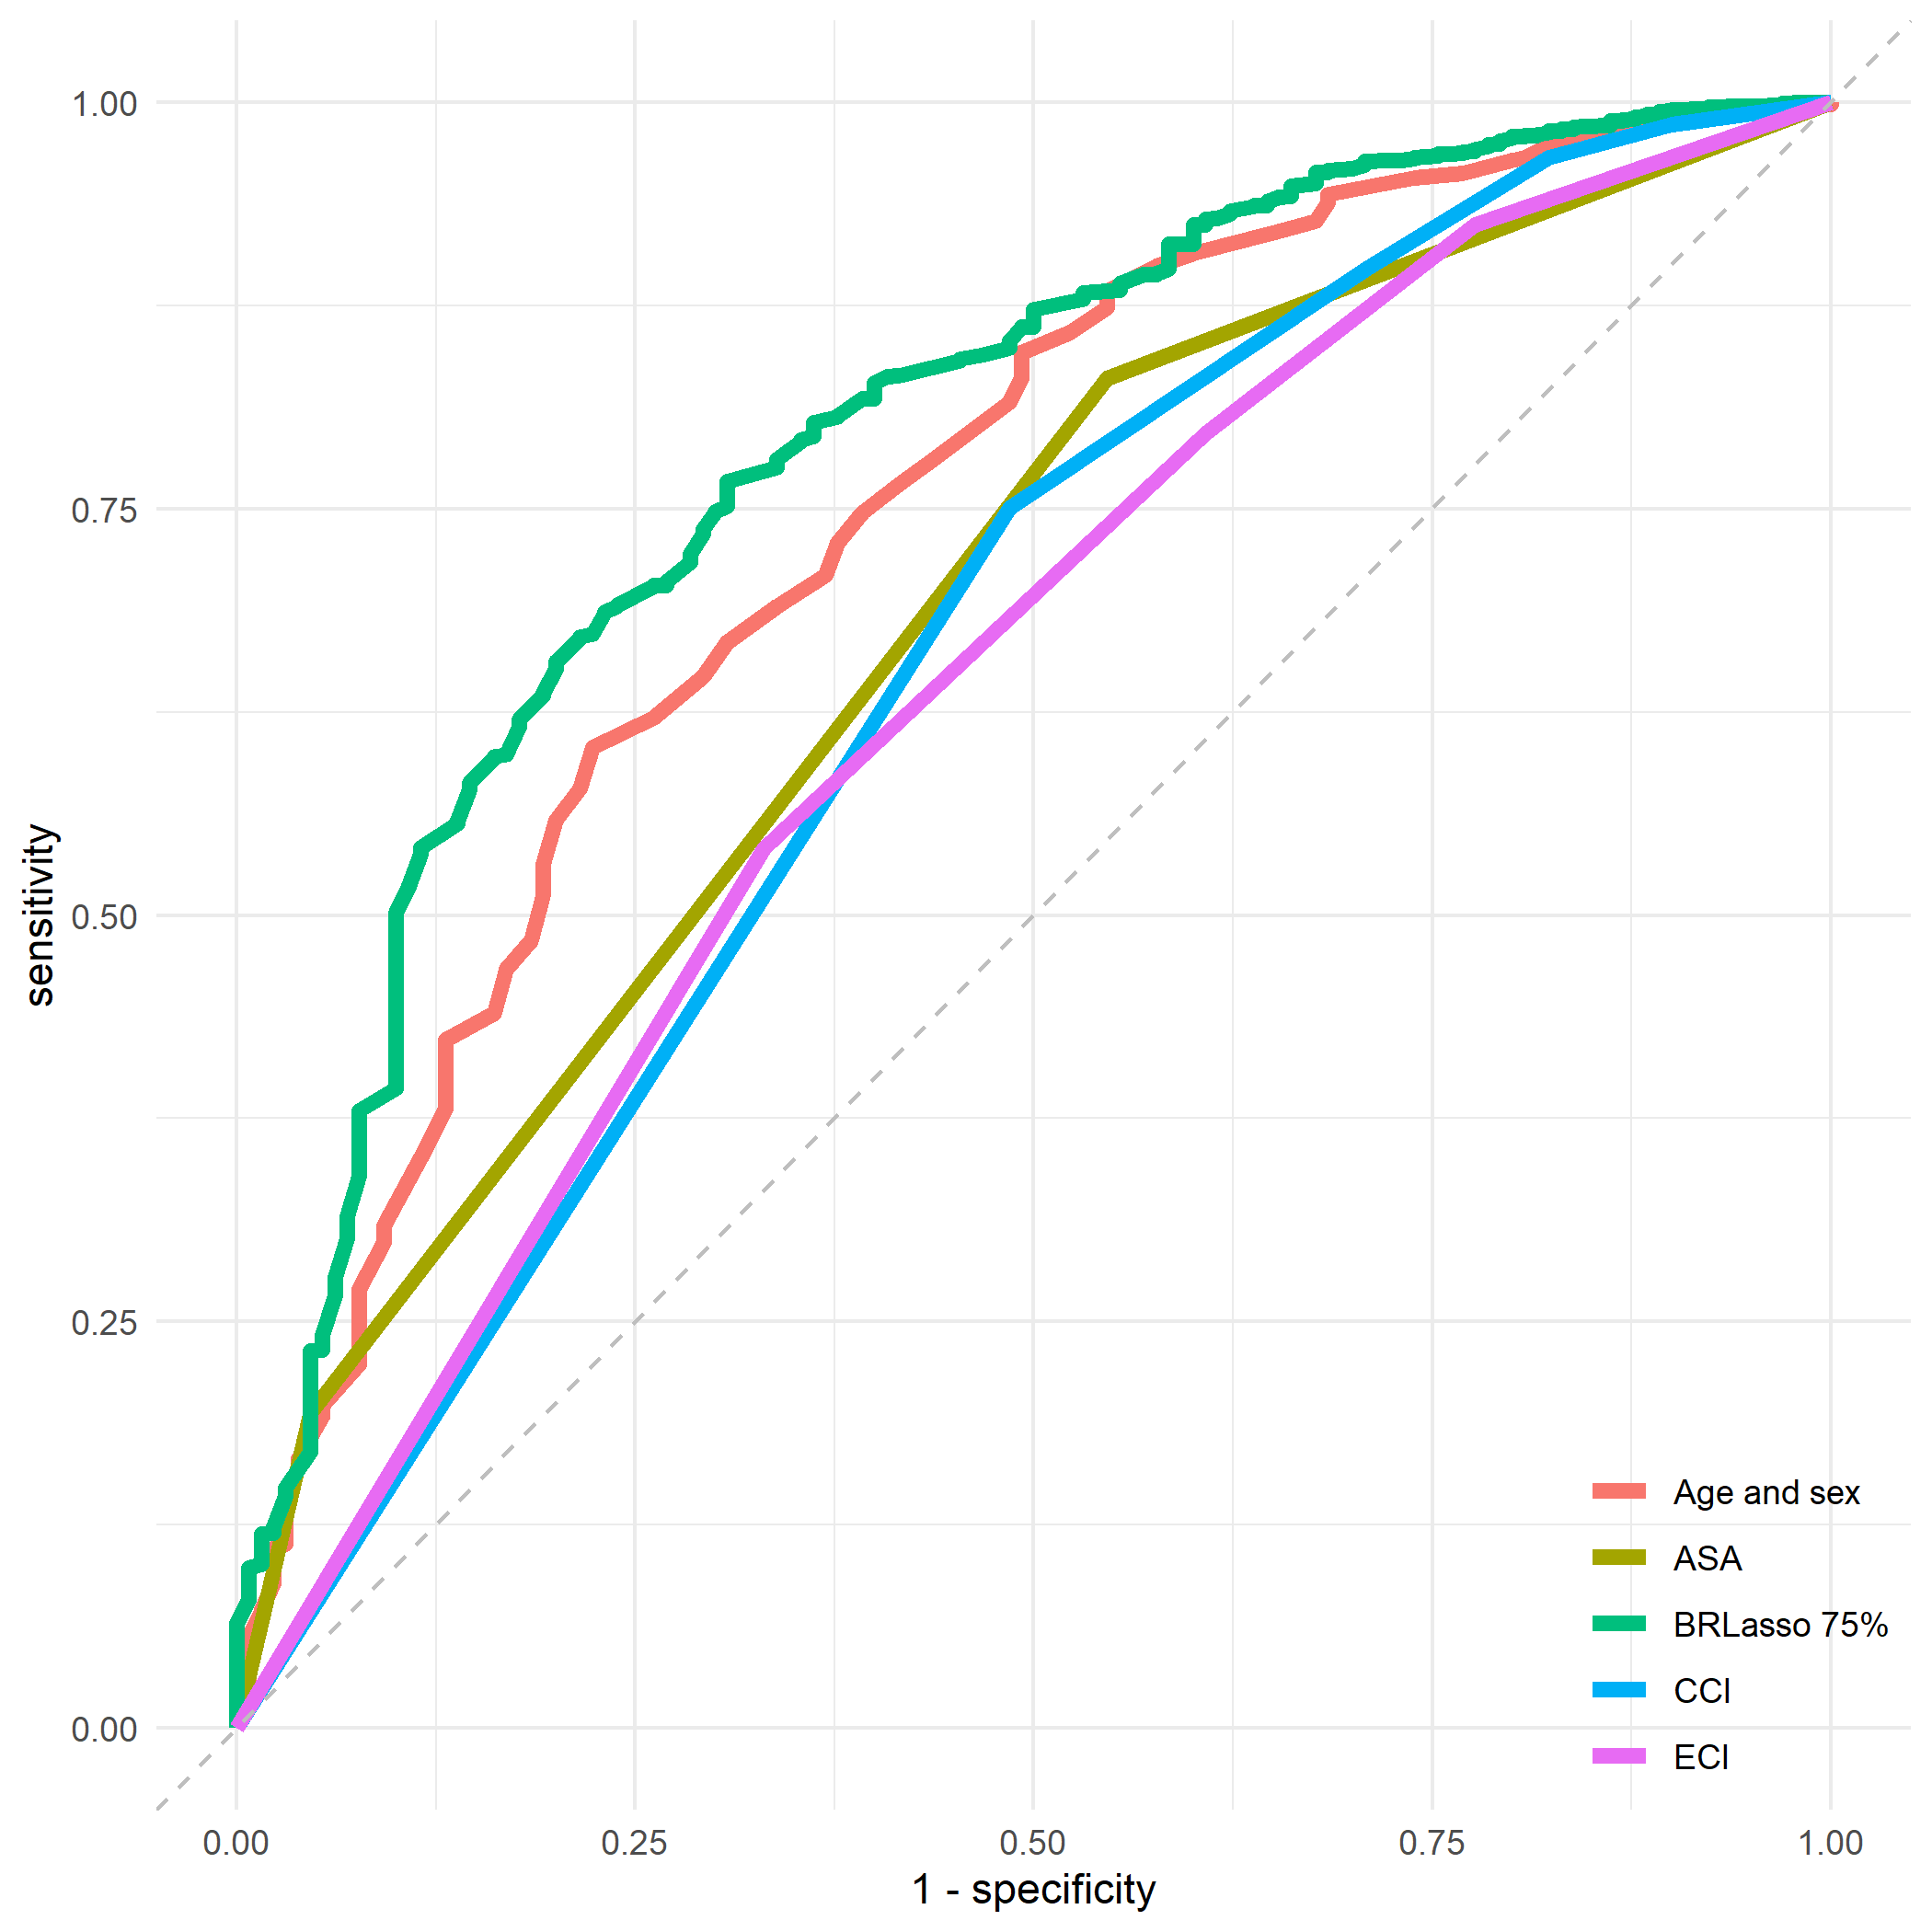 1.00
0.75
0.50
0.25
0.00
sensitivity
0.00 0.25 0.50 0.75 1.00
1 - specificity
Age and sex
ASA
BRLasso 75%
CCI
ECI